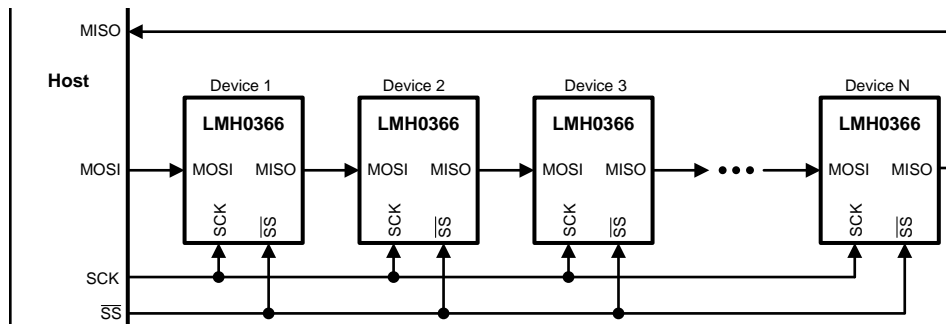 MISO
Host
Device 1
Device 2
Device 3
Device N
LMH0366
LMH0366
LMH0366
LMH0366
MOSI
MOSI
MISO
MOSI
MISO
MOSI
MISO
•••
MOSI
MISO
SCK
SS
SCK
SS
SCK
SS
SCK
SS
SCK
SS